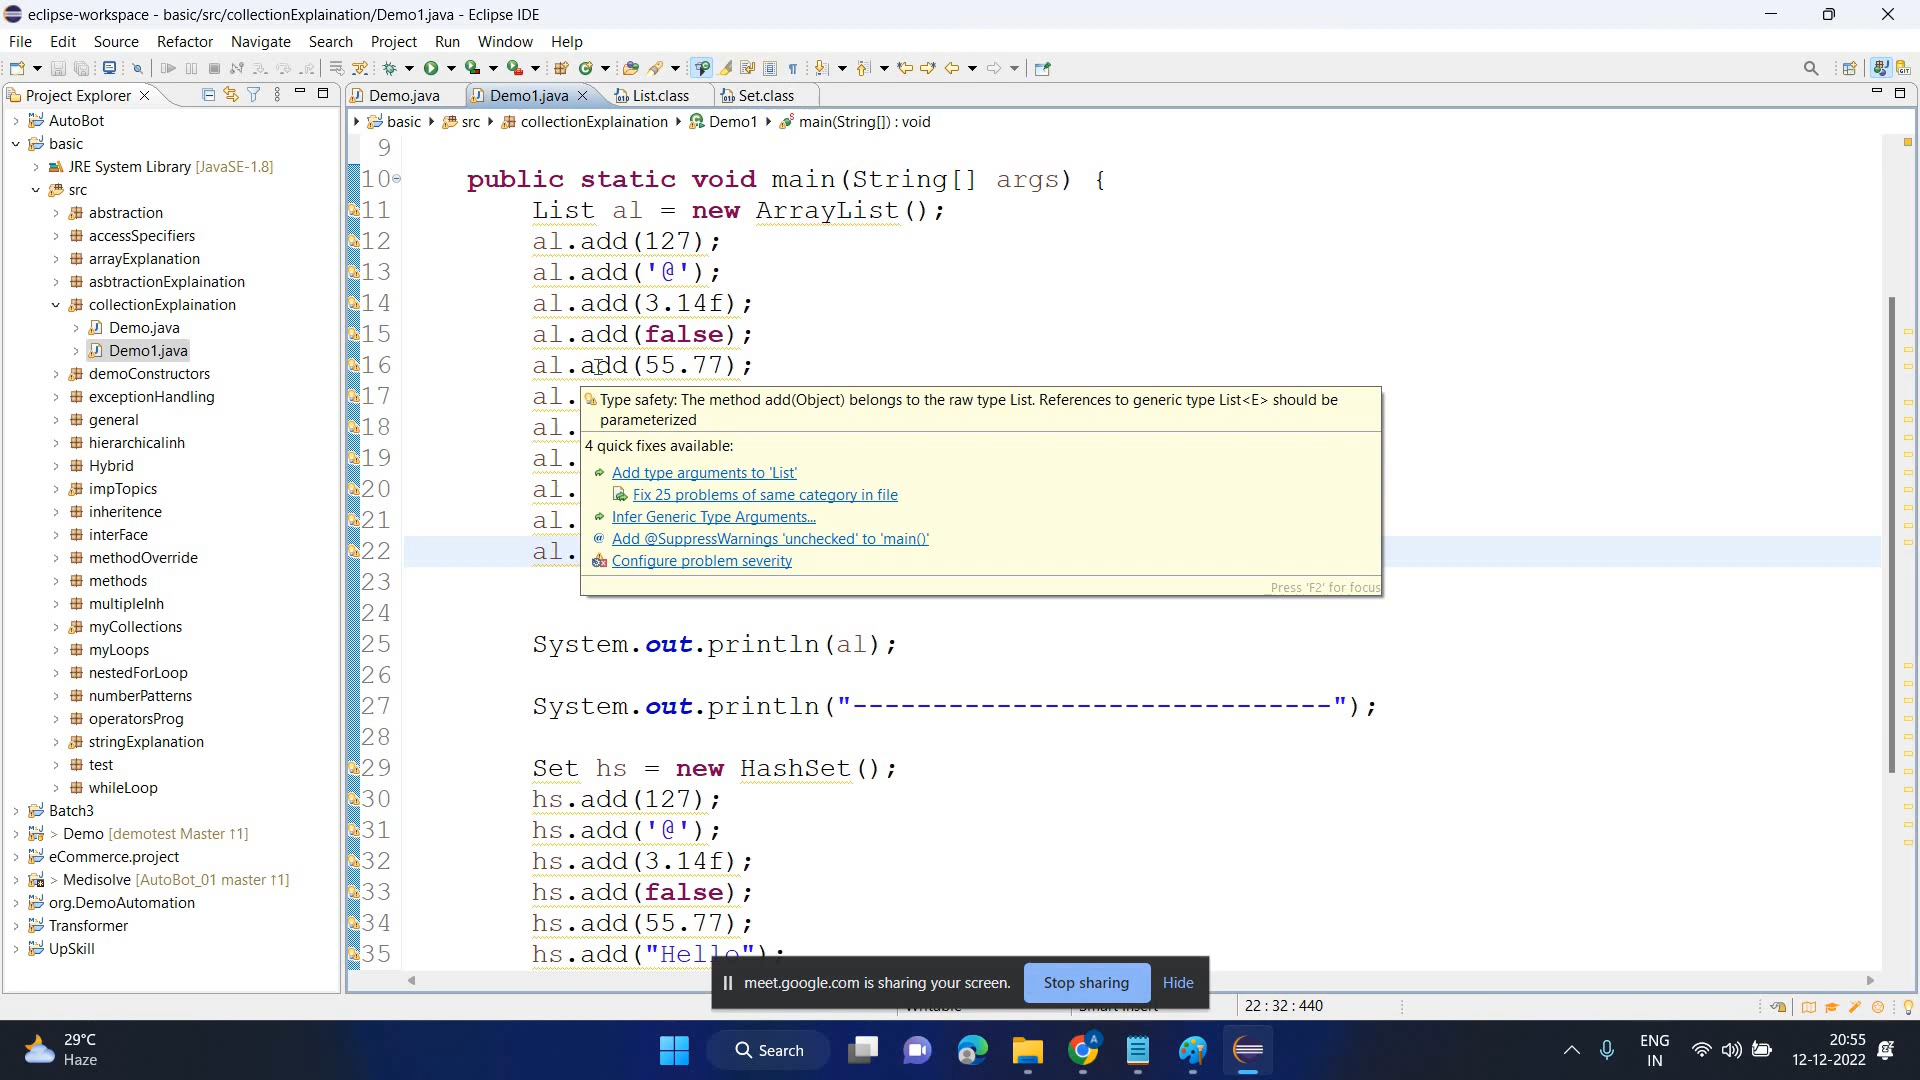 eclipse-workspace - basic/src/collectionExplaination/Demo1.java - Eclipse IDE
File Edit Source Refactor Navigate Search Project Run Window Help
Project Explorer
Demo.java Demo1.java List.class Set.class
basic src collectionExplaination Demo1 main(String[]) : void
AutoBot
basic
JRE System Library [JavaSE-1.8]
src
abstraction
accessSpecifiers
arrayExplanation
asbtractionExplaination
collectionExplaination
Demo.java
Demo1.java
demoConstructors
exceptionHandling
general
hierarchicalinh
Hybrid
impTopics
inheritence
interFace
methodOverride
methods
multipleInh
myCollections
myLoops
nestedForLoop
numberPatterns
operatorsProg
stringExplanation
test
whileLoop
Batch3
> Demo [demotest Master ↑1]
eCommerce.project
> Medisolve [AutoBot_01 master ↑1]
org.DemoAutomation
Transformer
UpSkill
9
10 public static void main(String[] args) {
11 List al = new ArrayList();
12 al.add(127);
13 al.add('@');
14 al.add(3.14f);
15 al.add(false);
16 al.add(55.77);
17 al.
18 al.
19 al.
20 al.
21 al.
22 al.
23
24
25 System.out.println(al);
26
27 System.out.println("------------------------------");
28
29 Set hs = new HashSet();
30 hs.add(127);
31 hs.add('@');
32 hs.add(3.14f);
33 hs.add(false);
34 hs.add(55.77);
35 hs.add("Hello");
Type safety: The method add(Object) belongs to the raw type List. References to generic type List<E> should be
parameterized
4 quick fixes available:
Add type arguments to 'List'
Fix 25 problems of same category in file
Infer Generic Type Arguments...
@ Add @SuppressWarnings 'unchecked' to 'main()'
Configure problem severity
Press 'F2' for focus
meet.google.com is sharing your screen. Stop sharing Hide
Writable Smart Insert 22 : 32 : 440
29°C
Haze
Search
ENG
IN
20:55
12-12-2022